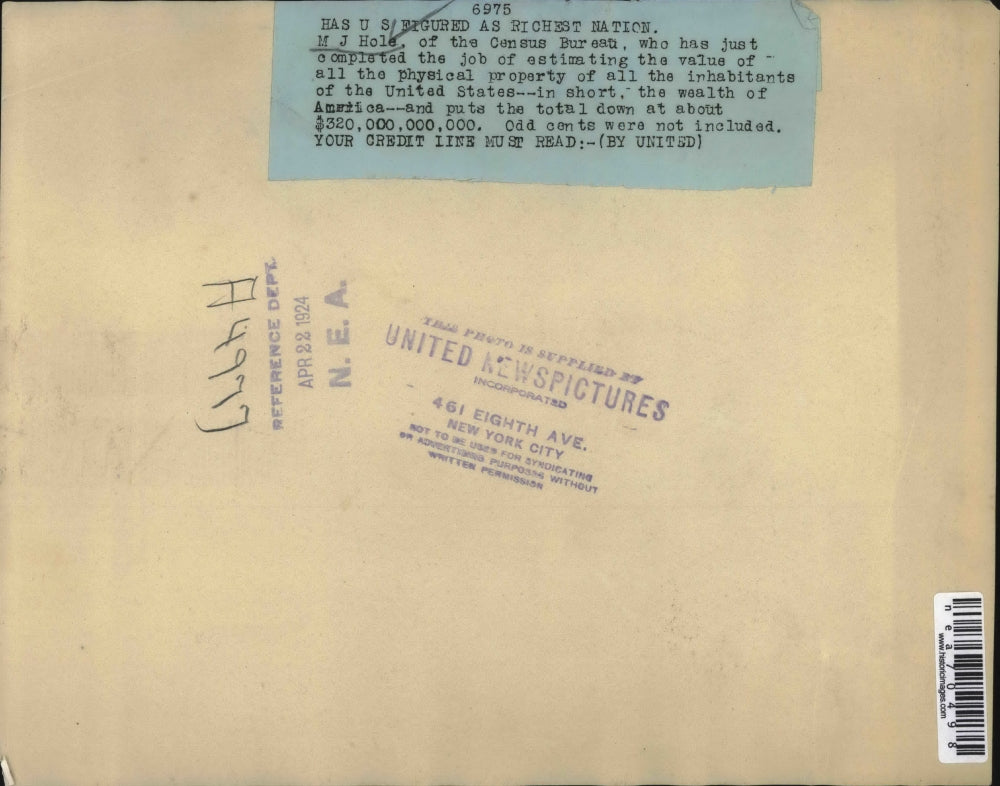 6975
HAS U S FIGURED AS RICHEST NATION.
M J Hole, of the Census Bureau, who has just
completed the job of estimating the value of
all the physical property of all the inhabitants
of the United States--in short, the wealth of
America--and puts the total down at about
$320,000,000,000. Odd cents were not included.
YOUR CREDIT LINE MUST READ:-(BY UNITED)
REFERENCE DEPT.
APR 22 1924
N. E. A.
THIS PHOTO IS SUPPLIED BY
UNITED NEWSPICTURES
INCORPORATED
461 EIGHTH AVE.
NEW YORK CITY
NOT TO BE USED FOR SYNDICATING
OR ADVERTISING PURPOSES WITHOUT
WRITTEN PERMISSION
nea70498
www.historicimages.com